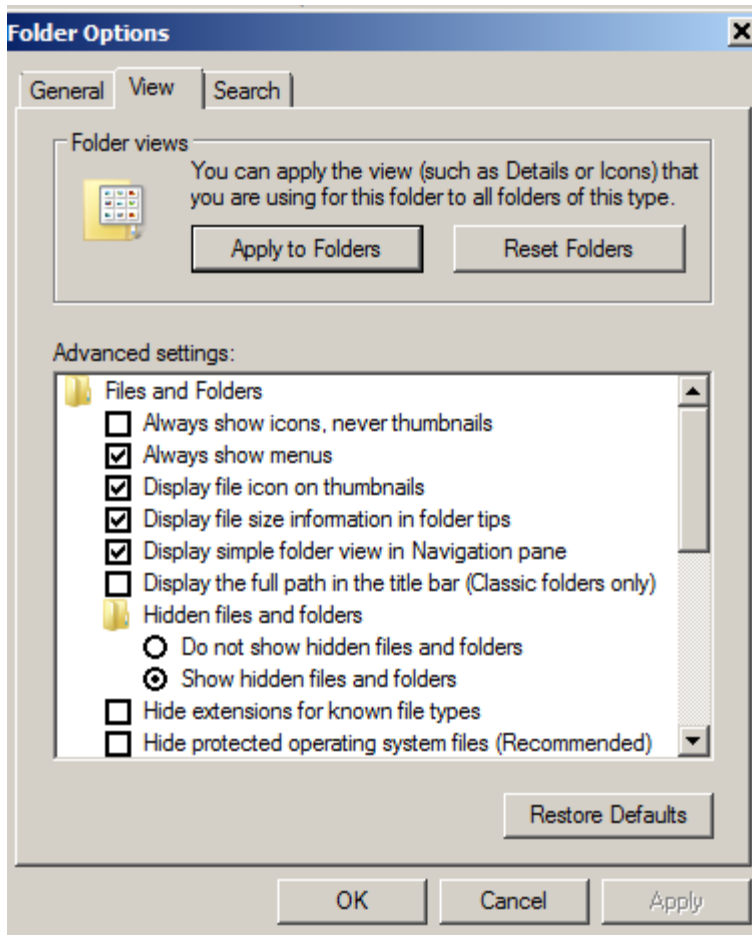 Folder Options
General
View
Search
Folder views
You can apply the view (such as Details or Icons) that
you are using for this folder to all folders of this type.
Apply to Folders
Reset Folders
Advanced settings:
Files and Folders
Always show icons, never thumbnails
Always show menus
Display file icon on thumbnails
Display file size information in folder tips
Display simple folder view in Navigation pane
Display the full path in the title bar (Classic folders only)
Hidden files and folders
Do not show hidden files and folders
Show hidden files and folders
Hide extensions for known file types
Hide protected operating system files (Recommended)
Restore Defaults
OK
Cancel
Apply